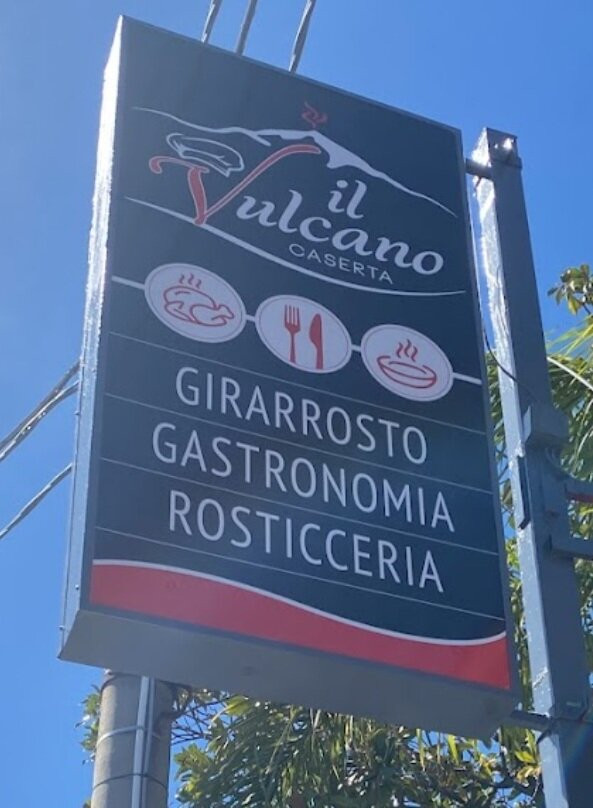 il
Vulcano
CASERTA
GIRARROSTO
GASTRONOMIA
ROSTICCERIA